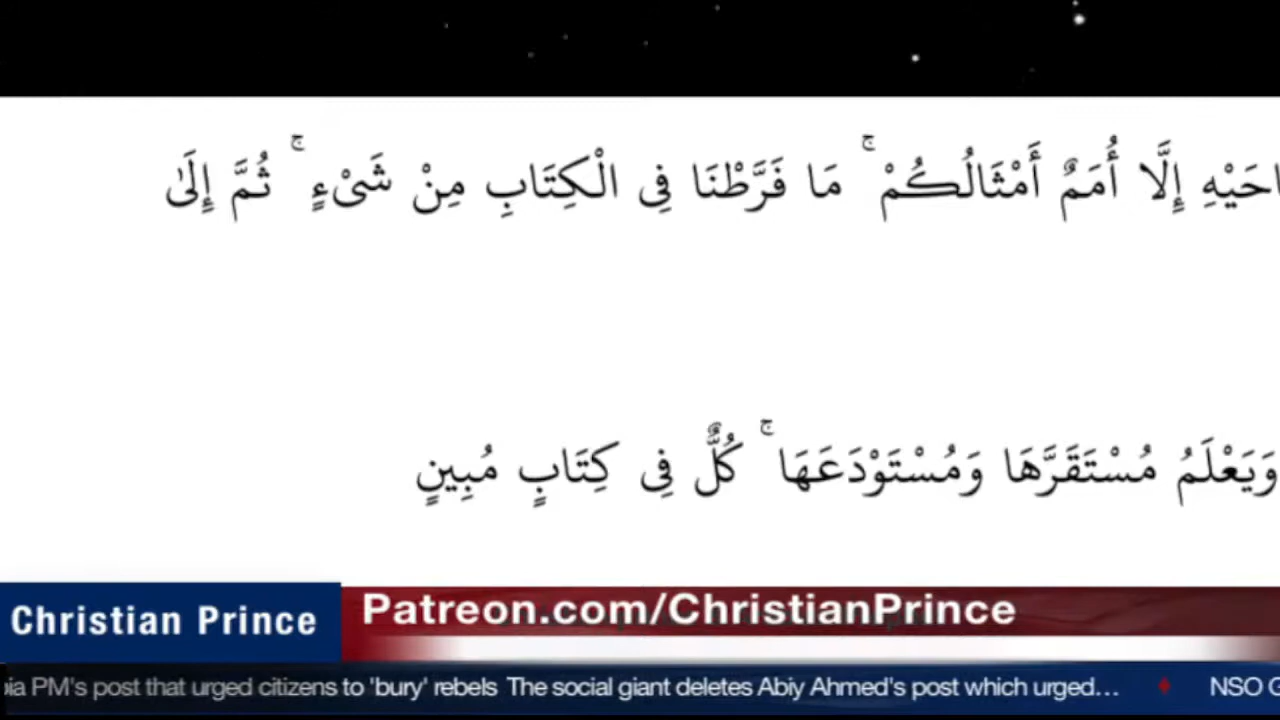 إِلَّا أُمَمٌ أَمْثَالُكُمْ ۚ مَا فَرَّطْنَا فِى الْكِتَابِ مِنْ شَىْءٍ ۚ ثُمَّ إِلَىٰ
وَيَعْلَمُ مُسْتَقَرَّهَا وَمُسْتَوْدَعَهَا ۚ كُلٌّ فِى كِتَابٍ مُبِينٍ
Christian Prince
Patreon.com/ChristianPrince
PM's post that urged citizens to 'bury' rebels The social giant deletes Abiy Ahmed's post which urged... ♦ NSO